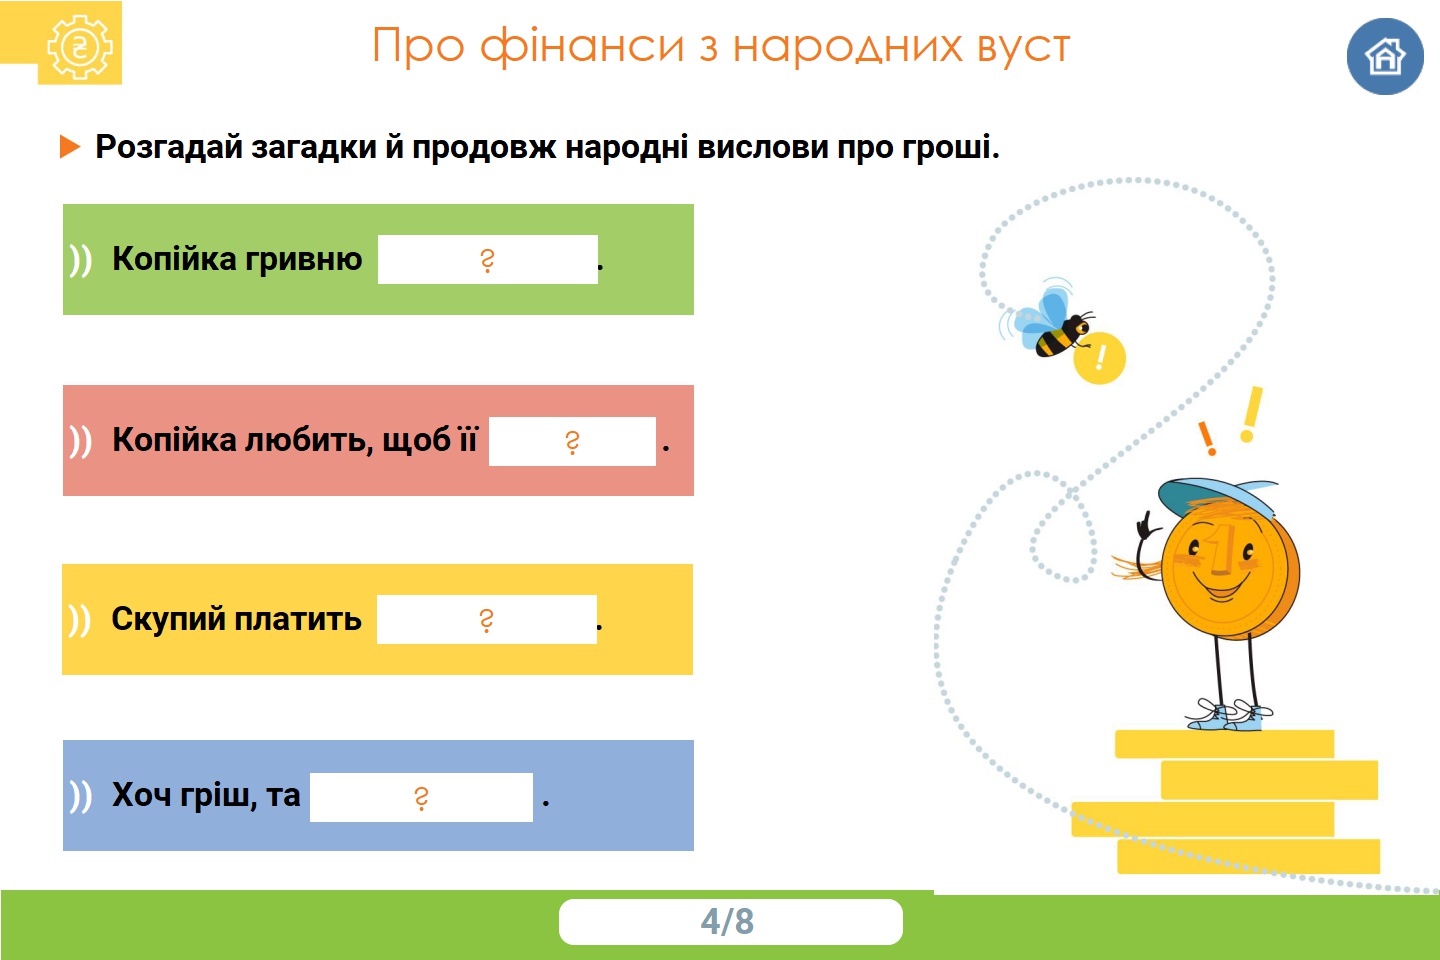 Про фінанси з народних вуст
Розгадай загадки й продовж народні вислови про гроші.
)) Копійка гривню ? .
)) Копійка любить, щоб її ? .
)) Скупий платить ? .
)) Хоч гріш, та ? .
4/8